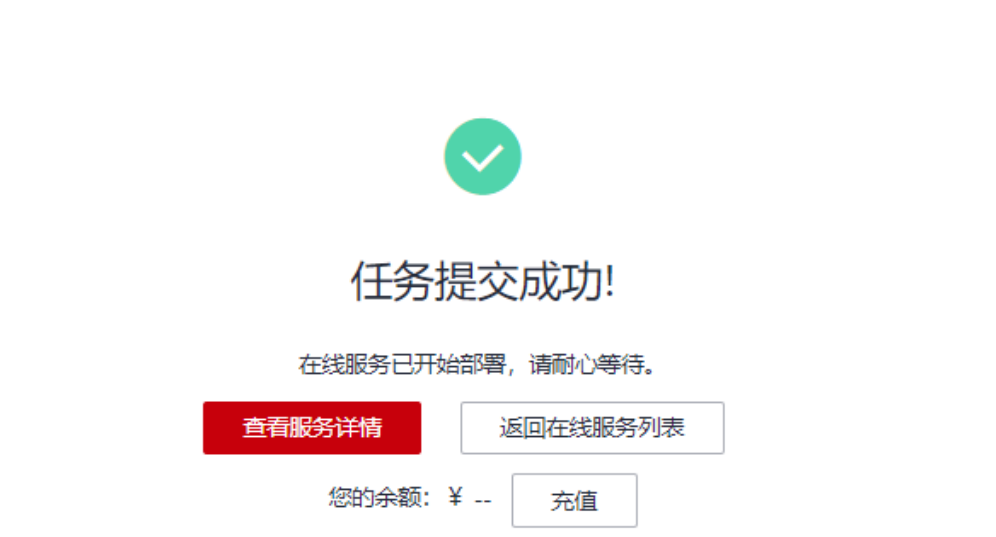 任务提交成功!
在线服务已开始部署，请耐心等待。
查看服务详情 返回在线服务列表
您的余额：¥ -- 充值